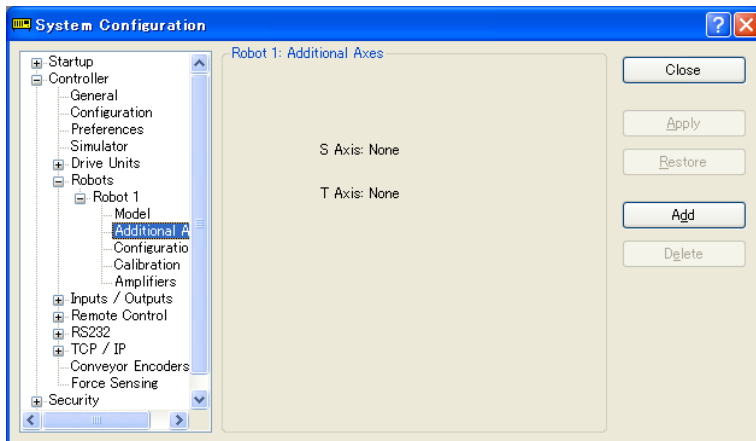 System Configuration
Startup
Controller
General
Configuration
Preferences
Simulator
Drive Units
Robots
Robot 1
Model
Additional A
Configuratio
Calibration
Amplifiers
Inputs / Outputs
Remote Control
RS232
TCP / IP
Conveyor Encoders
Force Sensing
Security
Robot 1: Additional Axes
S Axis: None
T Axis: None
Close
Apply
Restore
Add
Delete